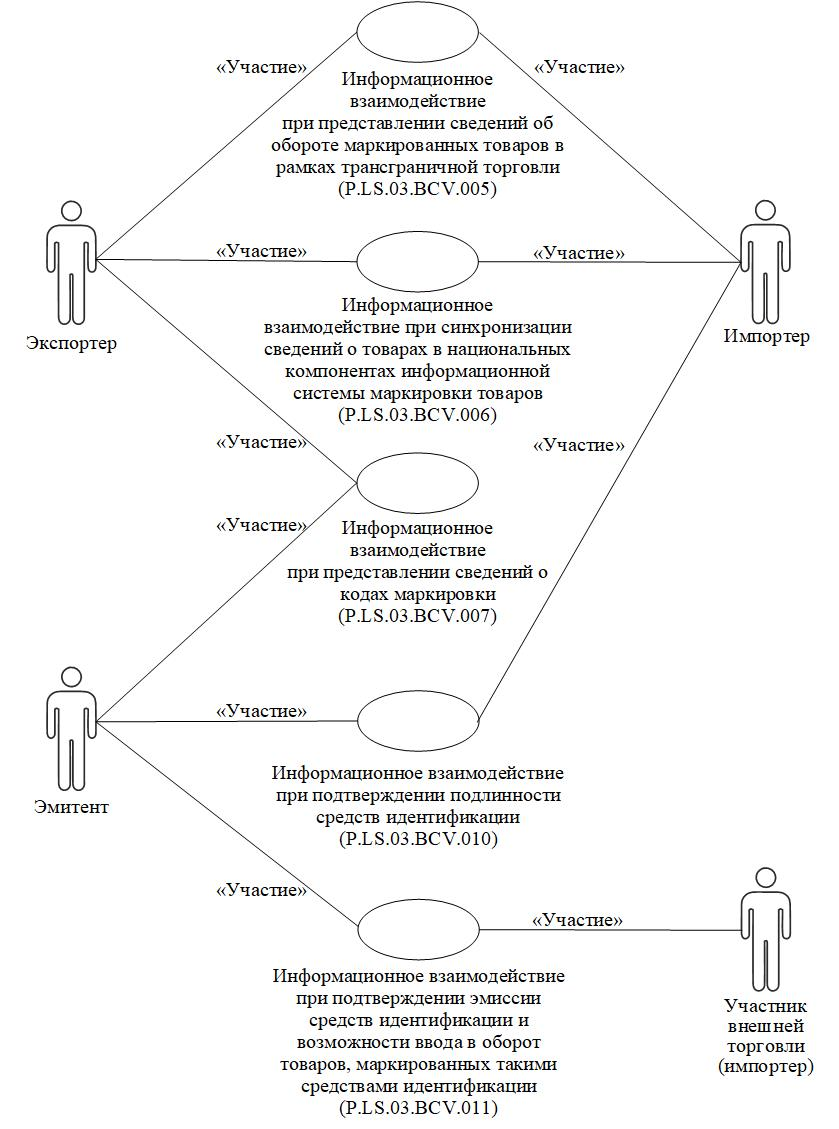 «Участие»
«Участие»
Информационное
взаимодействие
при представлении сведений об
обороте маркированных товаров в
рамках трансграничной торговли
(P.LS.03.BCV.005)
«Участие»
«Участие»
Экспортер
Импортер
Информационное
взаимодействие при синхронизации
сведений о товарах в национальных
компонентах информационной
системы маркировки товаров
(P.LS.03.BCV.006)
«Участие»
«Участие»
«Участие»
Информационное
взаимодействие
при представлении сведений о
кодах маркировки
(P.LS.03.BCV.007)
«Участие»
Эмитент
Информационное взаимодействие
при подтверждении подлинности
средств идентификации
(P.LS.03.BCV.010)
«Участие»
«Участие»
Информационное взаимодействие
при подтверждении эмиссии
средств идентификации и
возможности ввода в оборот
товаров, маркированных такими
средствами идентификации
(P.LS.03.BCV.011)
Участник
внешней
торговли
(импортер)